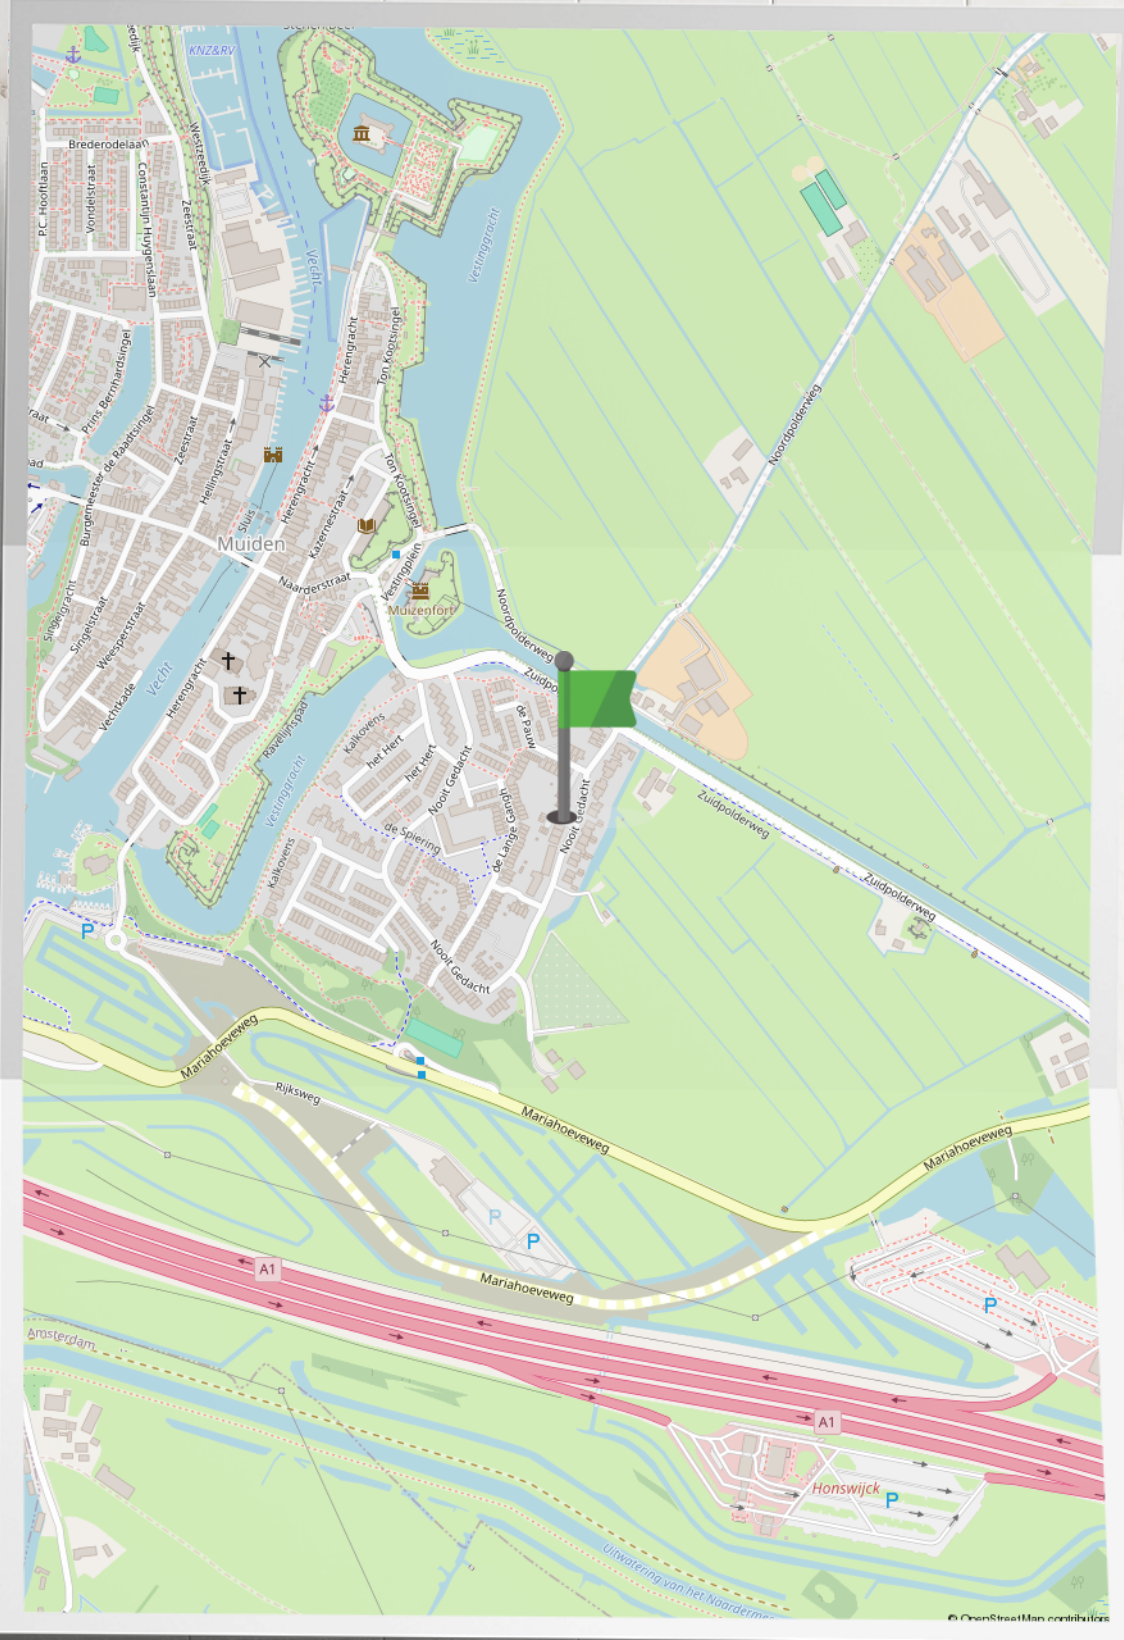 KNZ&RV
Brederodelaan
Westzeedijk
P.C. Hooftlaan
Vondelstraat
Constantijn Huygenslaan
Zeestraat
Vecht
Vestinggracht
Herengracht
Ton Kootsingel
Prins Bernhardsingel
Noordpolderweg
Burgemeester de Raadtsingel
Zeestraat
Hellingstraat
Herengracht
Ton Kootsingel
Kazernestraat
Sluis
Muiden
Naarderstraat
Vestingplein
Muizenfort
Singelgracht
Singelstraat
Weesperstraat
Noordpolderweg
Vecht
Vechtkade
Herengracht
Ravelijnspad
Zuidpo
Kalkovens
de Pauw
het Hert
het Hert
Nooit Gedacht
Vestinggracht
de Lange Gangh
Nooit Gedacht
Zuidpolderweg
de Spiering
Kalkovens
Zuidpolderweg
P
Nooit Gedacht
Mariahoeveweg
Rijksweg
Mariahoeveweg
Mariahoeveweg
P
P
A1
Mariahoeveweg
P
Amsterdam
A1
Honswijck
P
Uitwatering van het Naarderme
© OpenStreetMap contributors